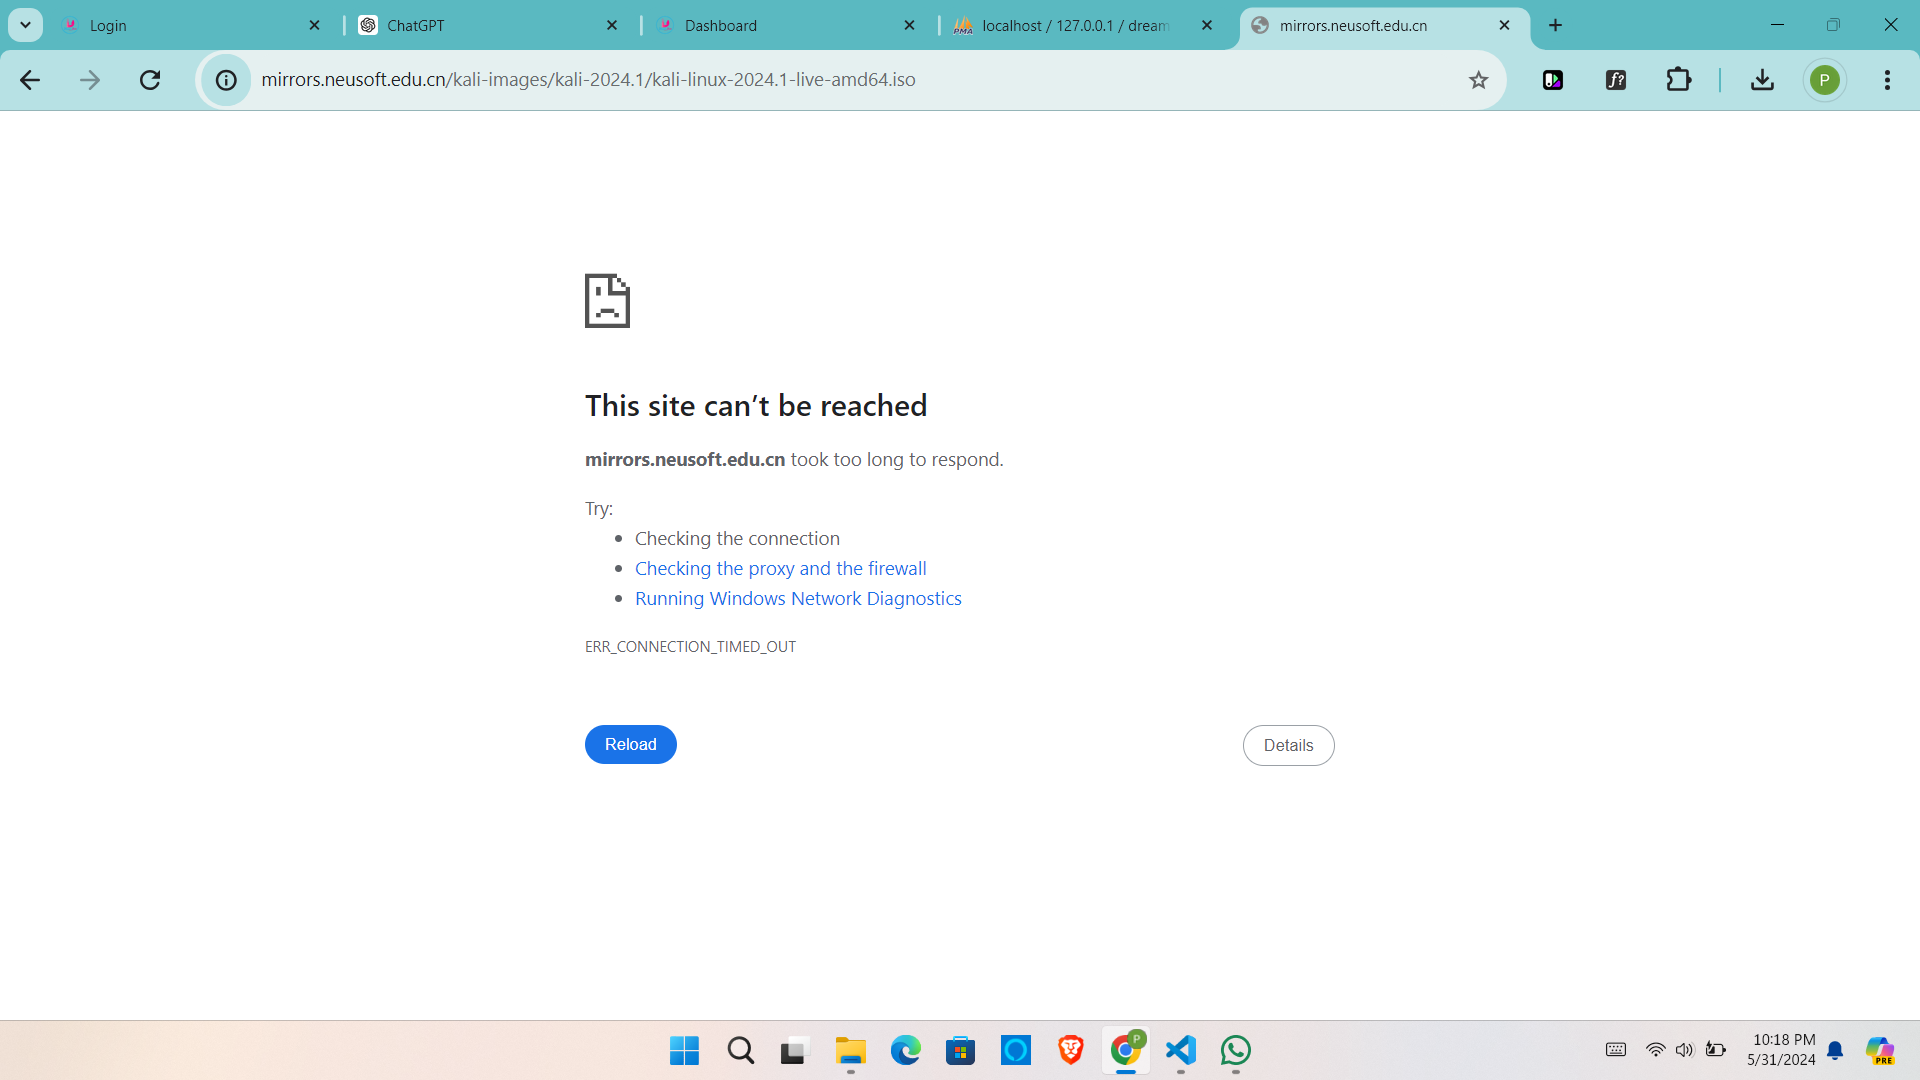 Login
ChatGPT
Dashboard
localhost / 127.0.0.1 / dream
mirrors.neusoft.edu.cn
mirrors.neusoft.edu.cn/kali-images/kali-2024.1/kali-linux-2024.1-live-amd64.iso
P
This site can’t be reached
mirrors.neusoft.edu.cn took too long to respond.
Try:
Checking the connection
Checking the proxy and the firewall
Running Windows Network Diagnostics
ERR_CONNECTION_TIMED_OUT
Reload
Details
P
10:18 PM
5/31/2024
PRE